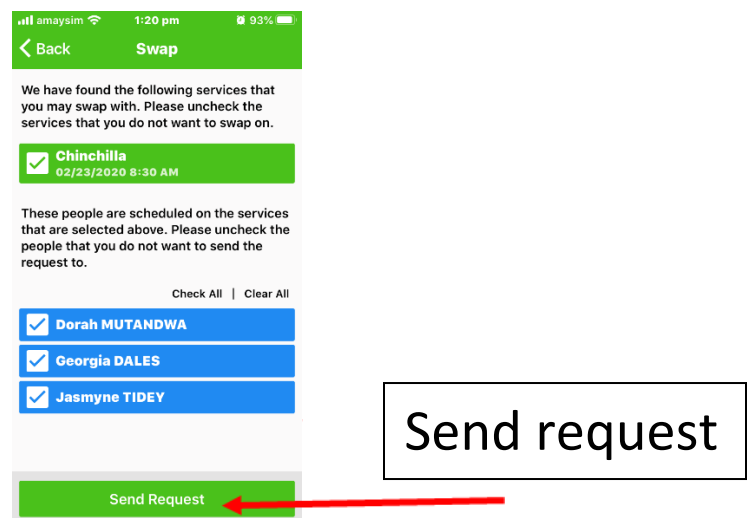 amaysim 1:20 pm 93%
Back Swap
We have found the following services that
you may swap with. Please uncheck the
services that you do not want to swap on.
Chinchilla
02/23/2020 8:30 AM
These people are scheduled on the services
that are selected above. Please uncheck the
people that you do not want to send the
request to.
Check All | Clear All
Dorah MUTANDWA
Georgia DALES
Jasmyne TIDEY
Send request
Send Request